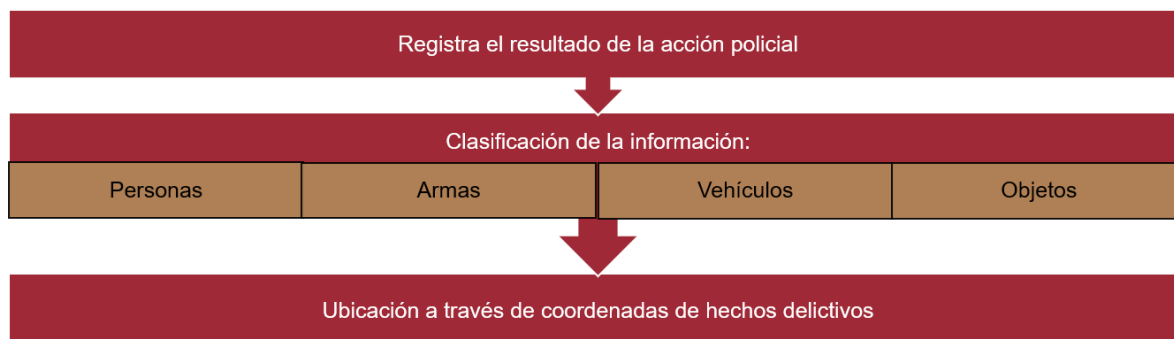 Registra el resultado de la acción policial
Clasificación de la información:
Personas
Armas
Vehículos
Objetos
Ubicación a través de coordenadas de hechos delictivos